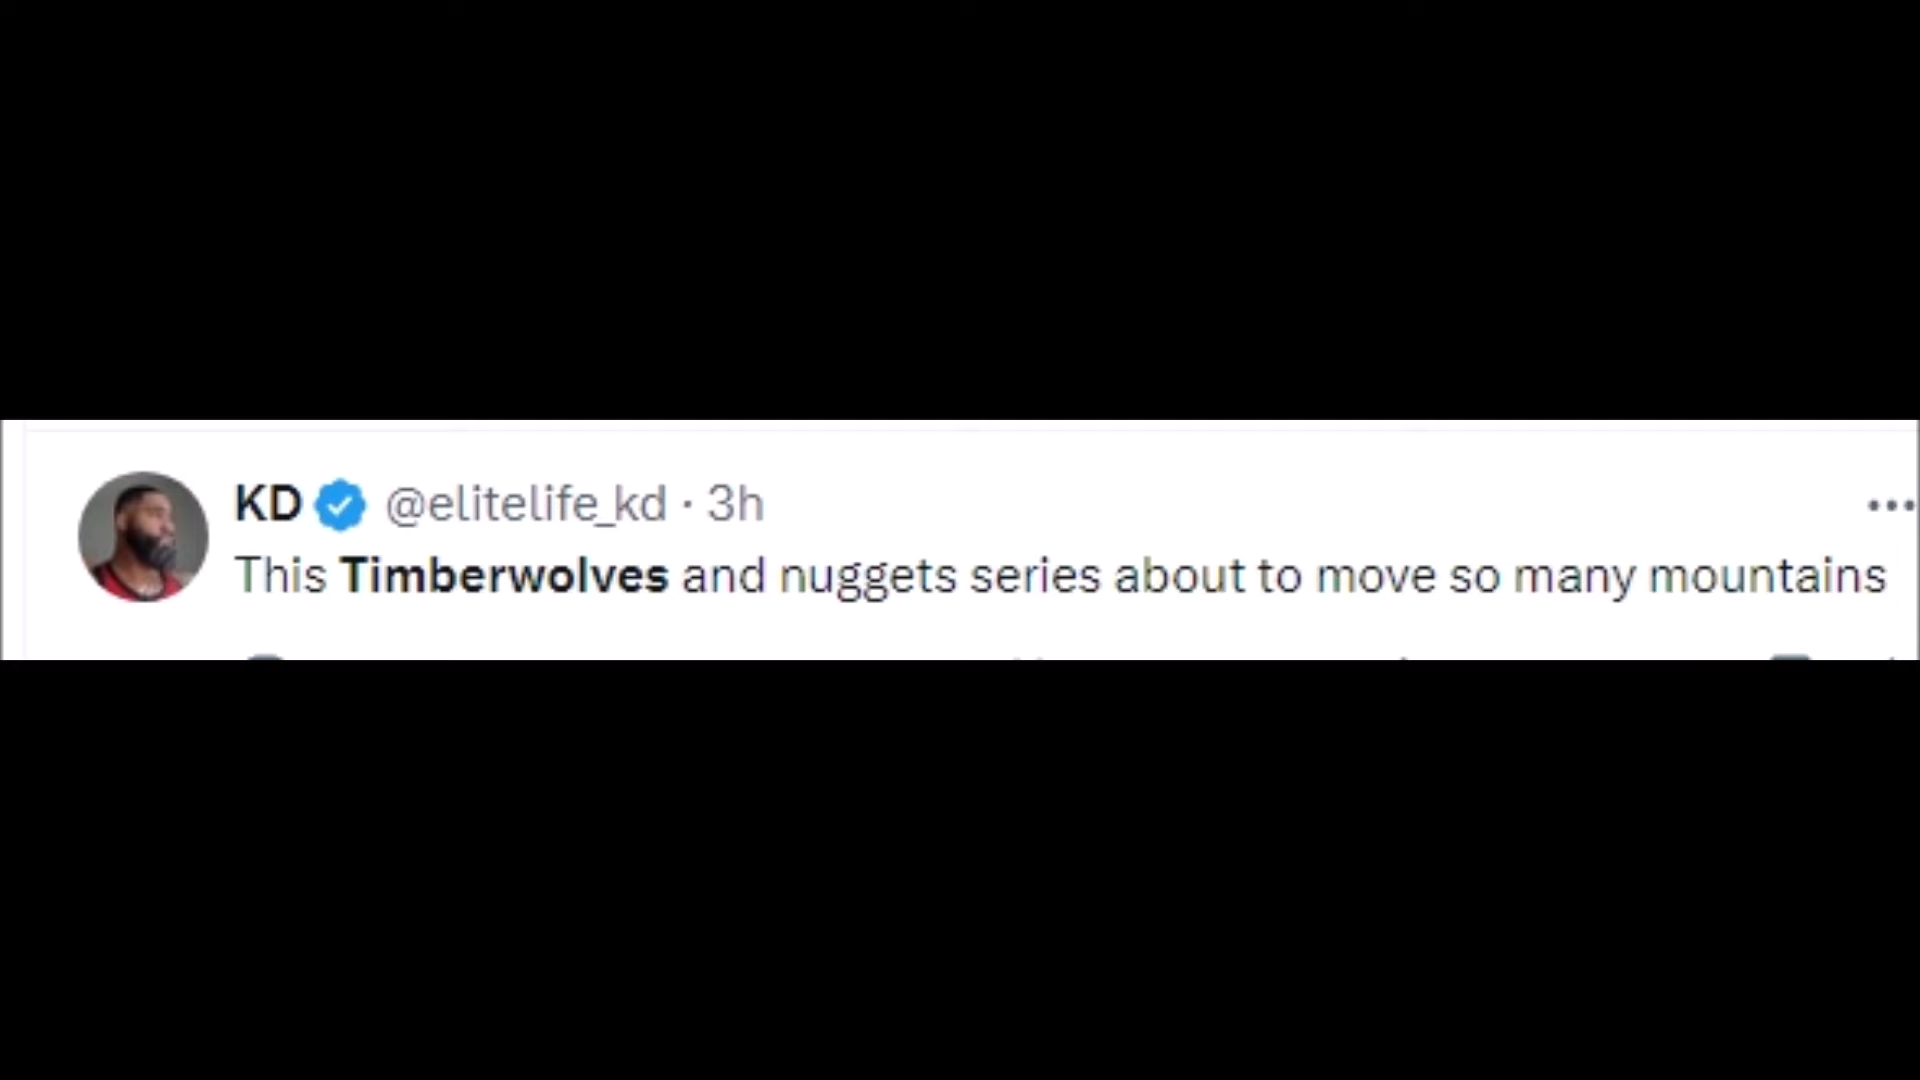 KD @elitelife_kd · 3h
This Timberwolves and nuggets series about to move so many mountains